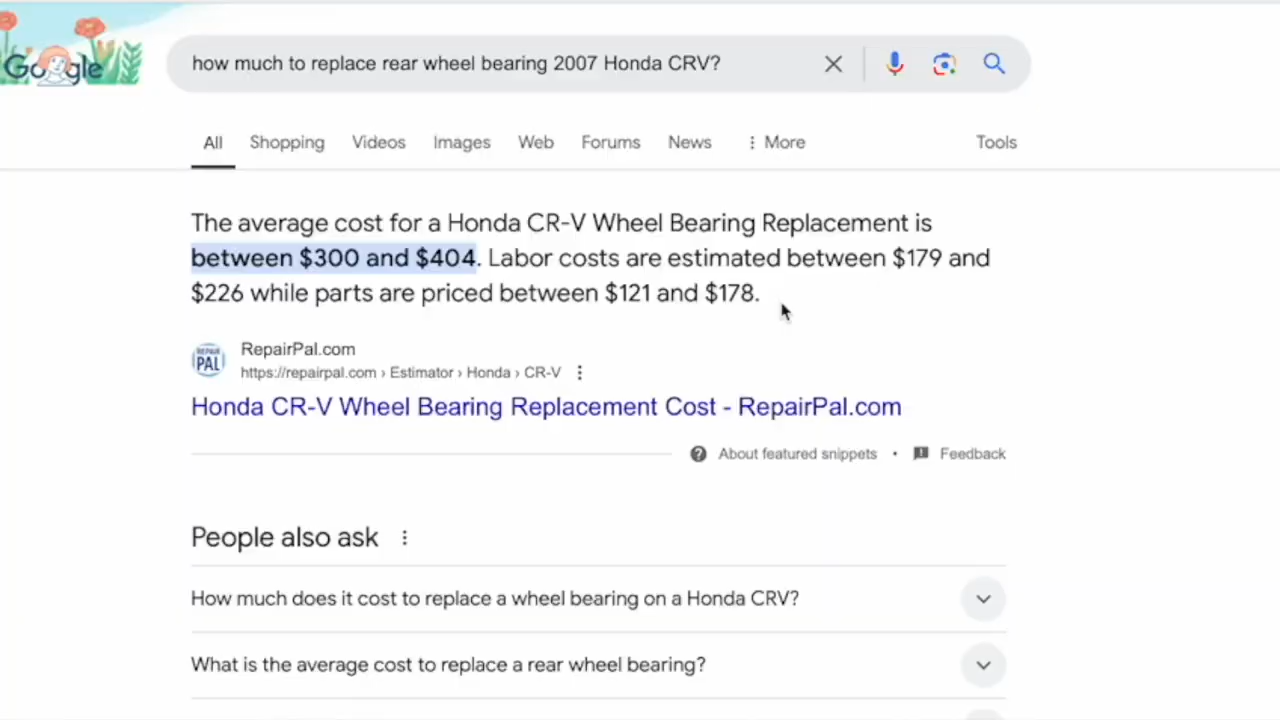 Google
how much to replace rear wheel bearing 2007 Honda CRV?
All Shopping Videos Images Web Forums News More Tools
The average cost for a Honda CR-V Wheel Bearing Replacement is
between $300 and $404. Labor costs are estimated between $179 and
$226 while parts are priced between $121 and $178.
REPAIR
PAL
RepairPal.com
https://repairpal.com › Estimator › Honda › CR-V
Honda CR-V Wheel Bearing Replacement Cost - RepairPal.com
About featured snippets • Feedback
People also ask
How much does it cost to replace a wheel bearing on a Honda CRV?
What is the average cost to replace a rear wheel bearing?